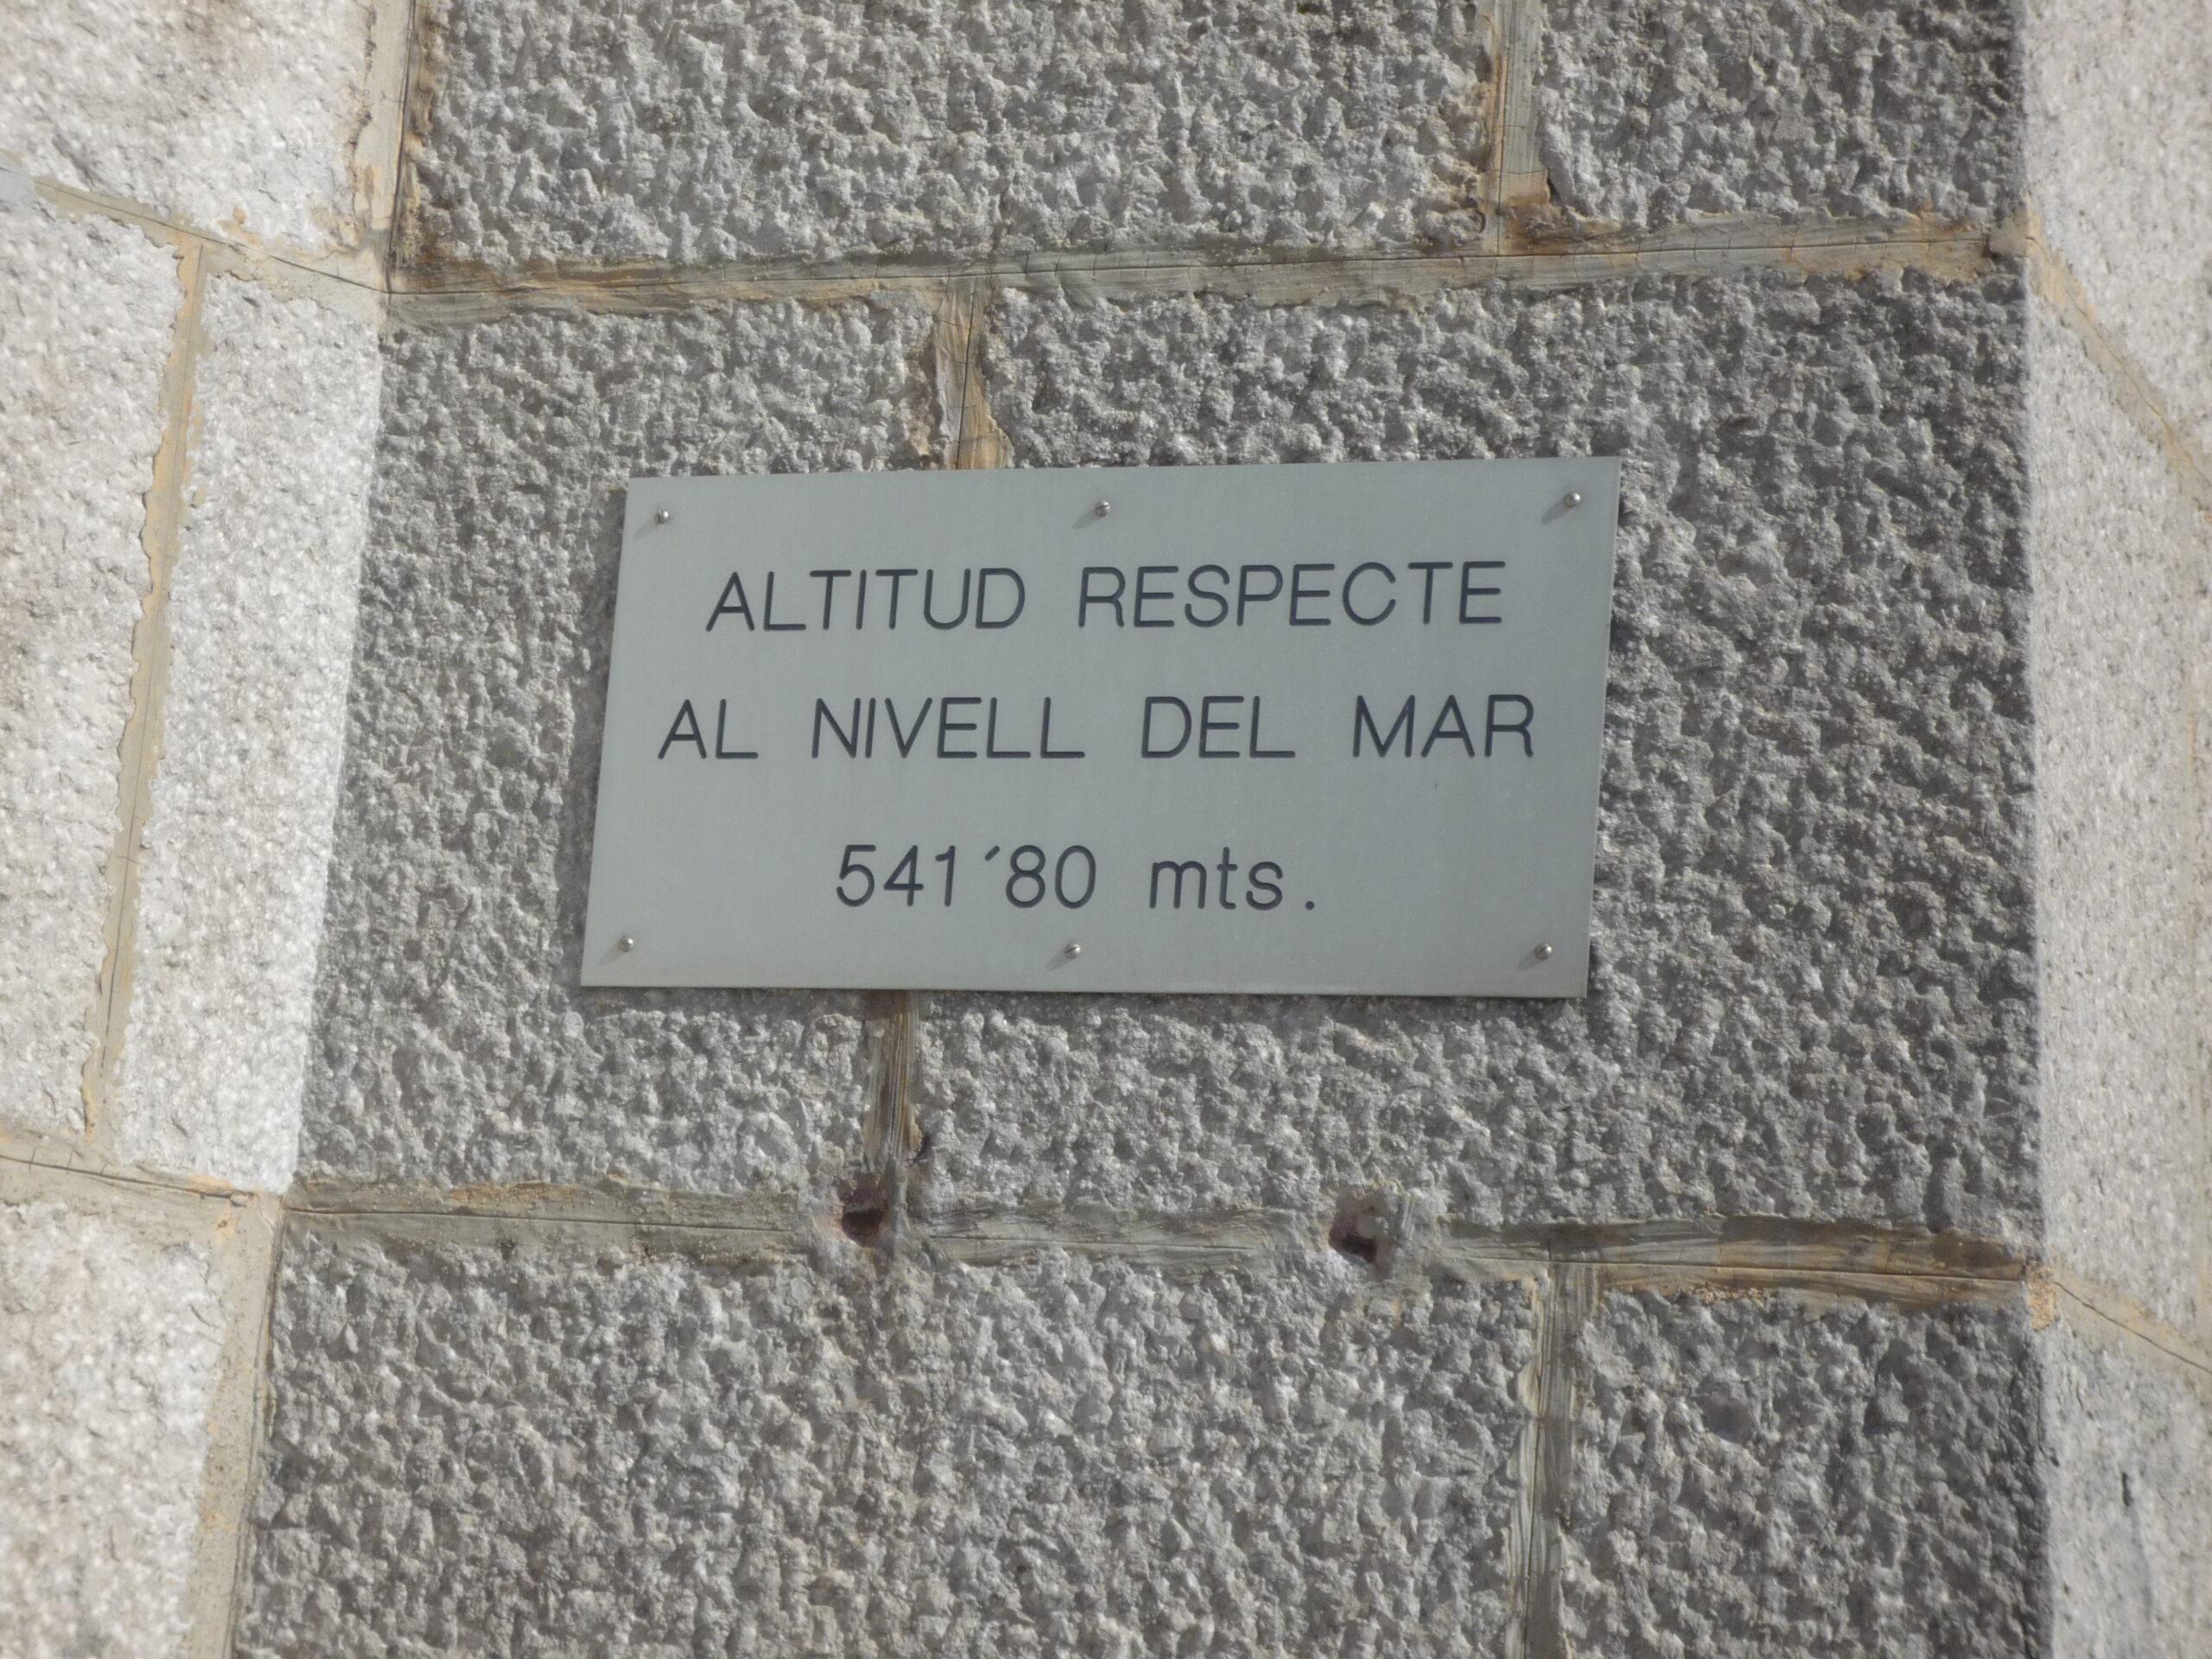 ALTITUD RESPECTE
AL NIVELL DEL MAR
541´80 mts.